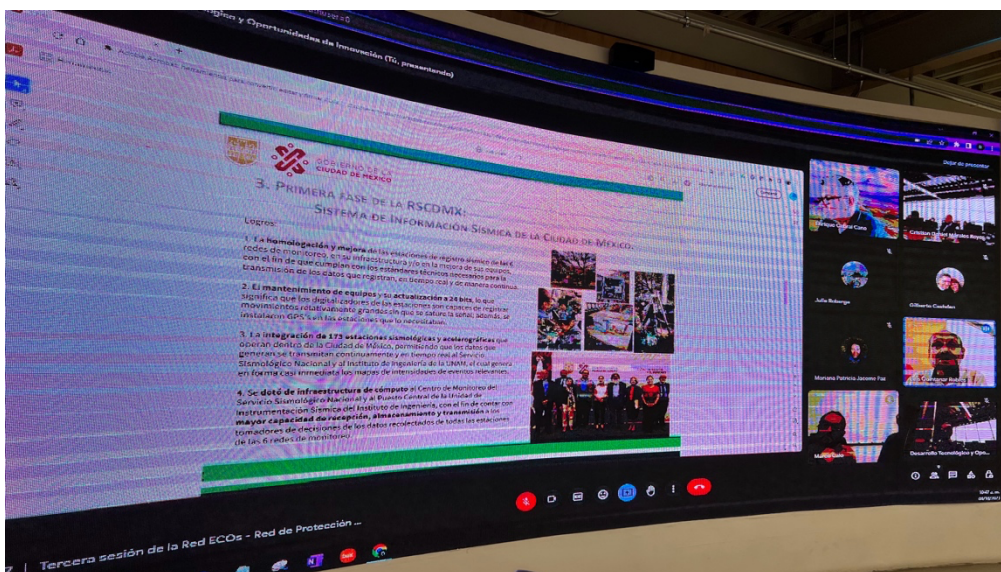 ógico y Oportunidades de Innovación (Tú, presentando)
Herramientas
GOBIERNO DE LA
CIUDAD DE MÉXICO
3. PRIMERA FASE DE LA RSCDMX:
SISTEMA DE INFORMACIÓN SÍSMICA DE LA CIUDAD DE MÉXICO.
Logros:
1. La homologación y mejora de las estaciones de registro sísmico de las 6
redes de monitoreo, en su infraestructura y/o en la mejora de sus equipos,
con el fin de que cumplan con los estándares técnicos necesarios para la
transmisión de los datos que registran, en tiempo real y de manera continua.
2. El mantenimiento de equipos y su actualización a 24 bits, lo que
significa que los digitalizadores de las estaciones son capaces de registrar
movimientos relativamente grandes sin que se sature la señal; además, se
instalaron GPS's en las estaciones que lo necesitaban.
3. La integración de 173 estaciones sismológicas y acelerográficas que
operan dentro de la Ciudad de México, permitiendo que los datos que
generan se transmitan continuamente y en tiempo real al Servicio
Sismológico Nacional y al Instituto de Ingeniería de la UNAM, el cual genera
en forma casi inmediata los mapas de intensidades de eventos relevantes.
4. Se dotó de infraestructura de cómputo al Centro de Monitoreo del
Servicio Sismológico Nacional y al Puesto Central de la Unidad de
Instrumentación Sísmica del Instituto de Ingeniería, con el fin de contar con
mayor capacidad de recepción, almacenamiento y transmisión a los
tomadores de decisiones de los datos recolectados de todas las estaciones
de las 6 redes de monitoreo.
Dejar de presentar
Enrique Cabral Cano
Julie Roberge
Gilberto Castelan
Mariana Patricia Jacome Paz
Desarrollo Tecnológico y Opo...
Tercera sesión de la Red ECOs - Red de Protección ...